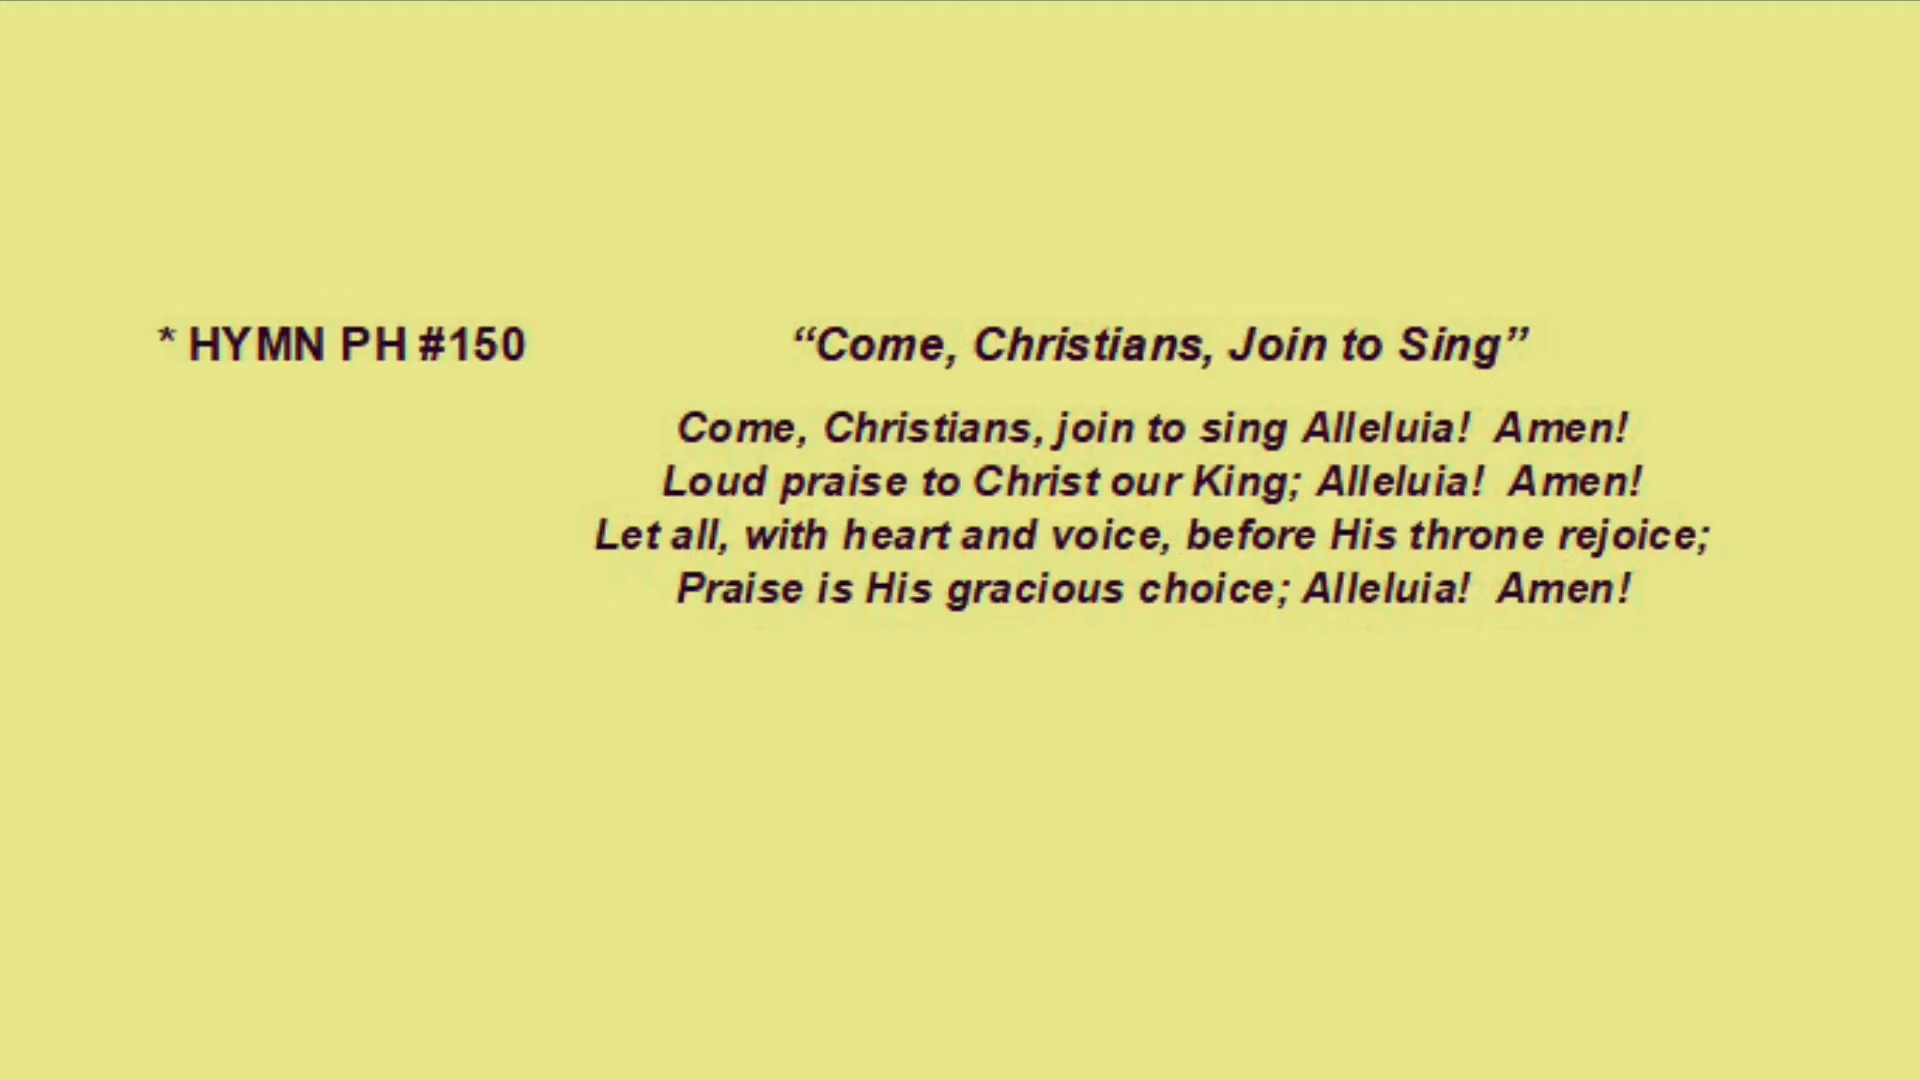 * HYMN PH #150 “Come, Christians, Join to Sing”
Come, Christians, join to sing Alleluia!  Amen!
Loud praise to Christ our King; Alleluia!  Amen!
Let all, with heart and voice, before His throne rejoice;
Praise is His gracious choice; Alleluia!  Amen!